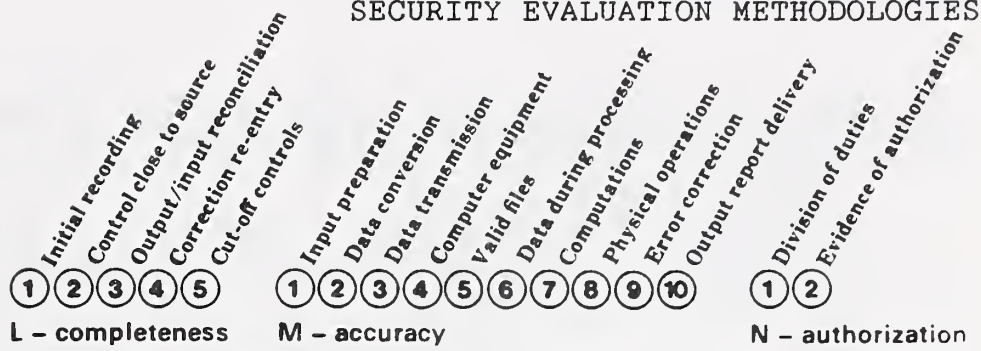 SECURITY EVALUATION METHODOLOGIES
Initial recording
Control close to source
Output/input reconciliation
Correction re-entry
Cut-off controls
1 2 3 4 5
L – completeness
Input preparation
Data conversion
Data transmission
Computer equipment
Valid files
Data during processing
Computations
Physical operations
Error correction
Output report delivery
1 2 3 4 5 6 7 8 9 10
M – accuracy
Division of duties
Evidence of authorization
1 2
N – authorization